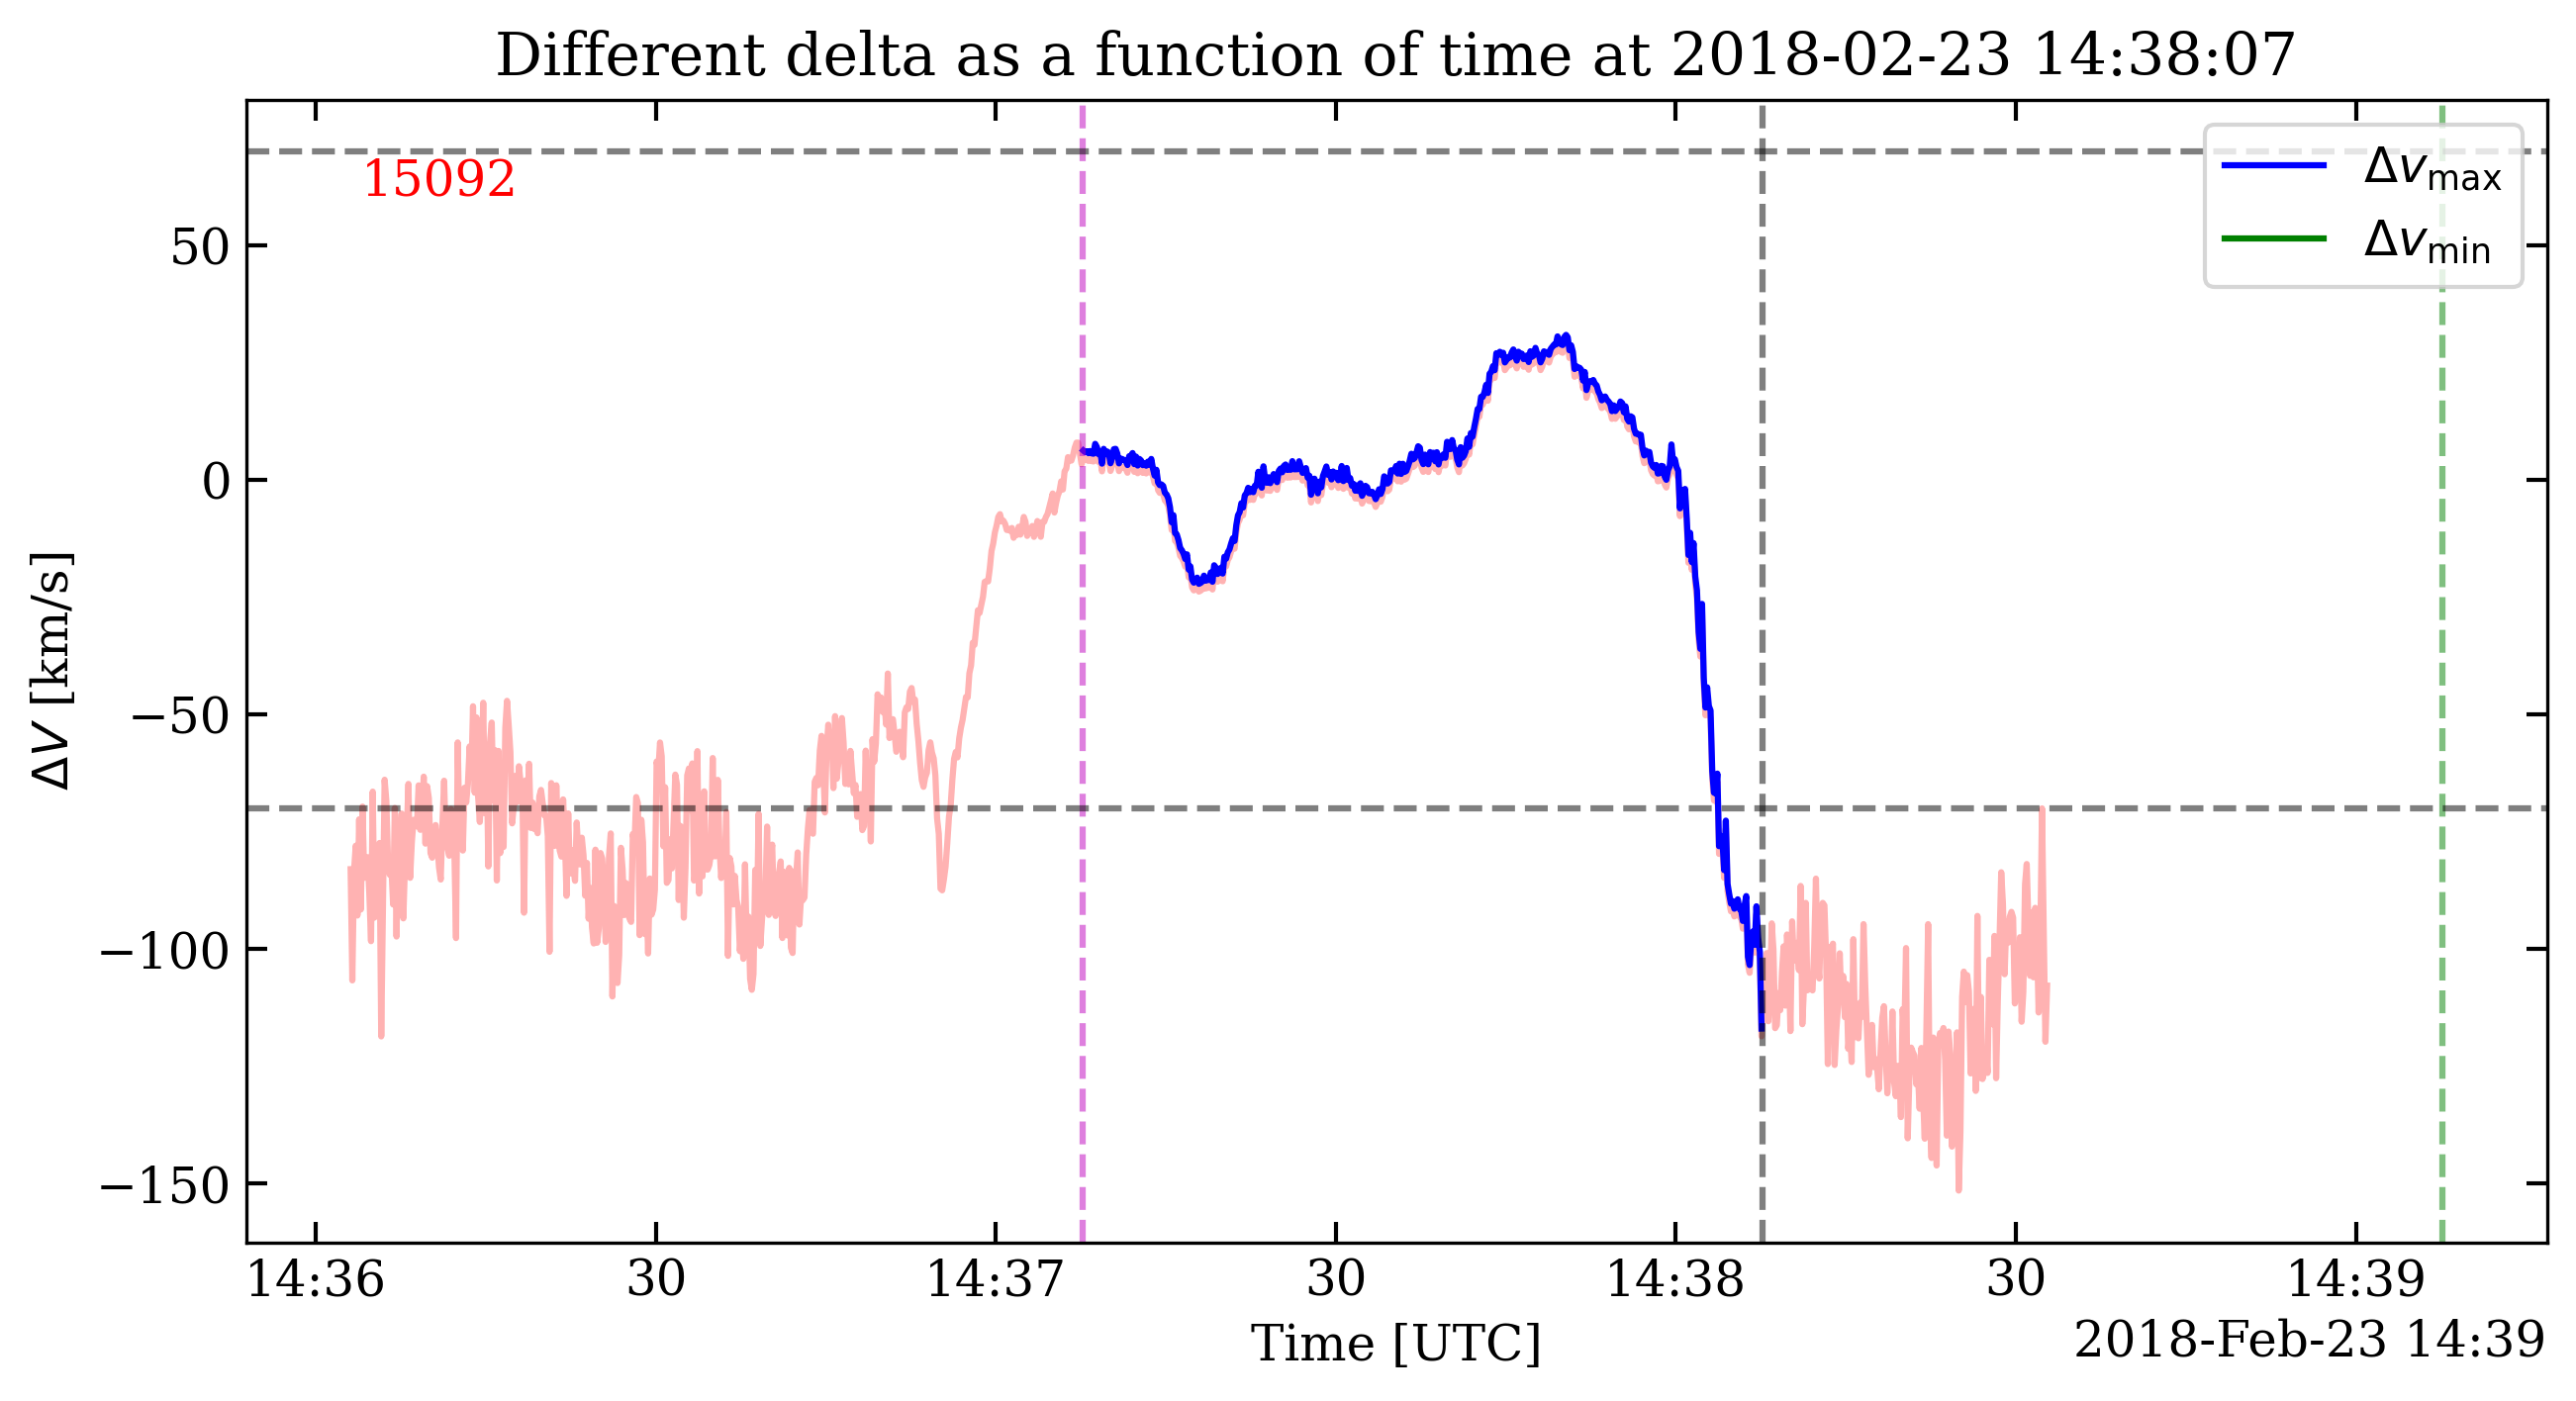 Different delta as a function of time at 2018-02-23 14:38:07
15092
Δv_max
Δv_min
50
0
−50
−100
−150
ΔV [km/s]
14:36 30 14:37 30 14:38 30 14:39
Time [UTC]
2018-Feb-23 14:39